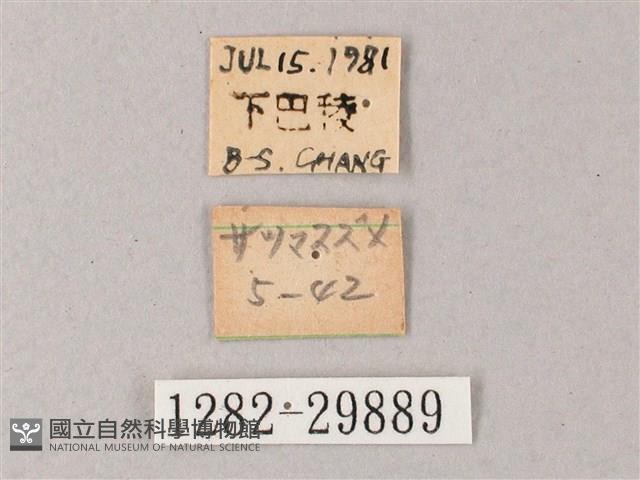 JUL 15. 1981
下巴陵
B-S. CHANG
サツマスズメ
5-42
1282-29889
國立自然科學博物館
NATIONAL MUSEUM OF NATURAL SCIENCE